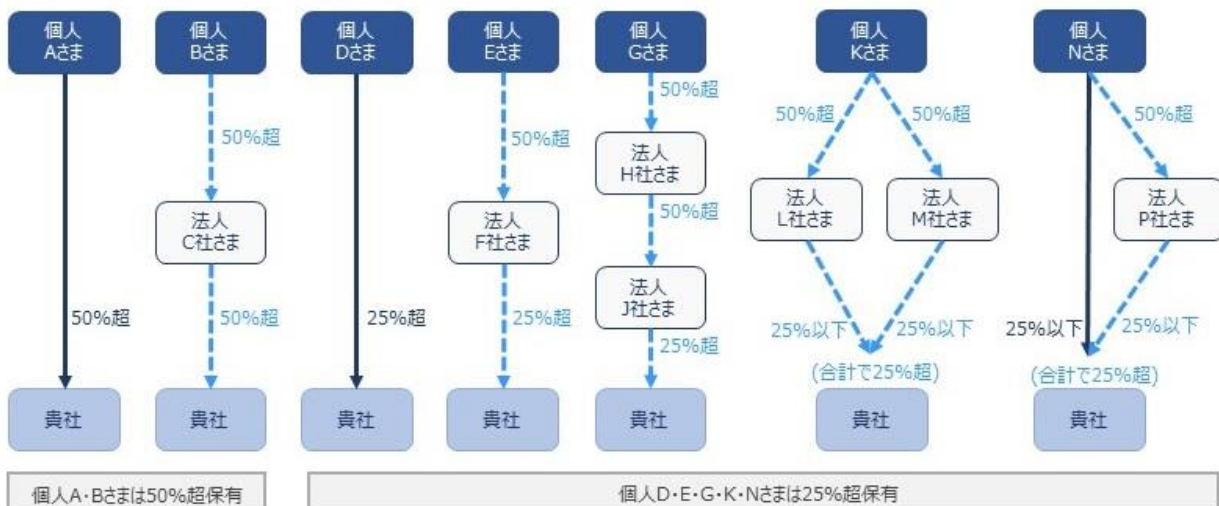 個人
Aさま
個人
Bさま
個人
Dさま
個人
Eさま
個人
Gさま
個人
Kさま
個人
Nさま
50%超
50%超
50%超
50%超
50%超
50%超
法人
H社さま
法人
C社さま
法人
F社さま
50%超
法人
L社さま
法人
M社さま
法人
P社さま
法人
J社さま
50%超
50%超
25%超
25%超
25%超
25%以下
25%以下
25%以下
25%以下
(合計で25%超)
(合計で25%超)
貴社
貴社
貴社
貴社
貴社
貴社
貴社
個人A・Bさまは50%超保有
個人D・E・G・K・Nさまは25%超保有